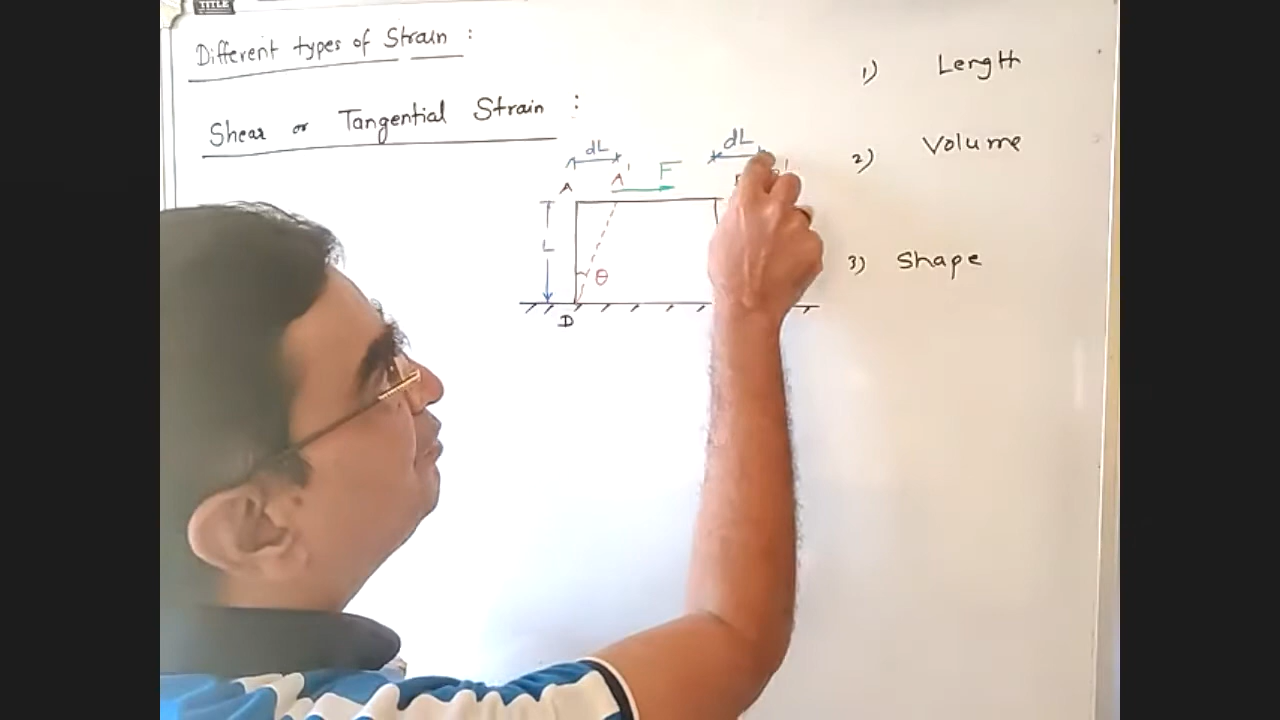 TITLE
Different types of Strain :
Shear or Tangential Strain :
1) Length
2) Volume
3) Shape
dL
dL
A
A'
F
L
θ
D